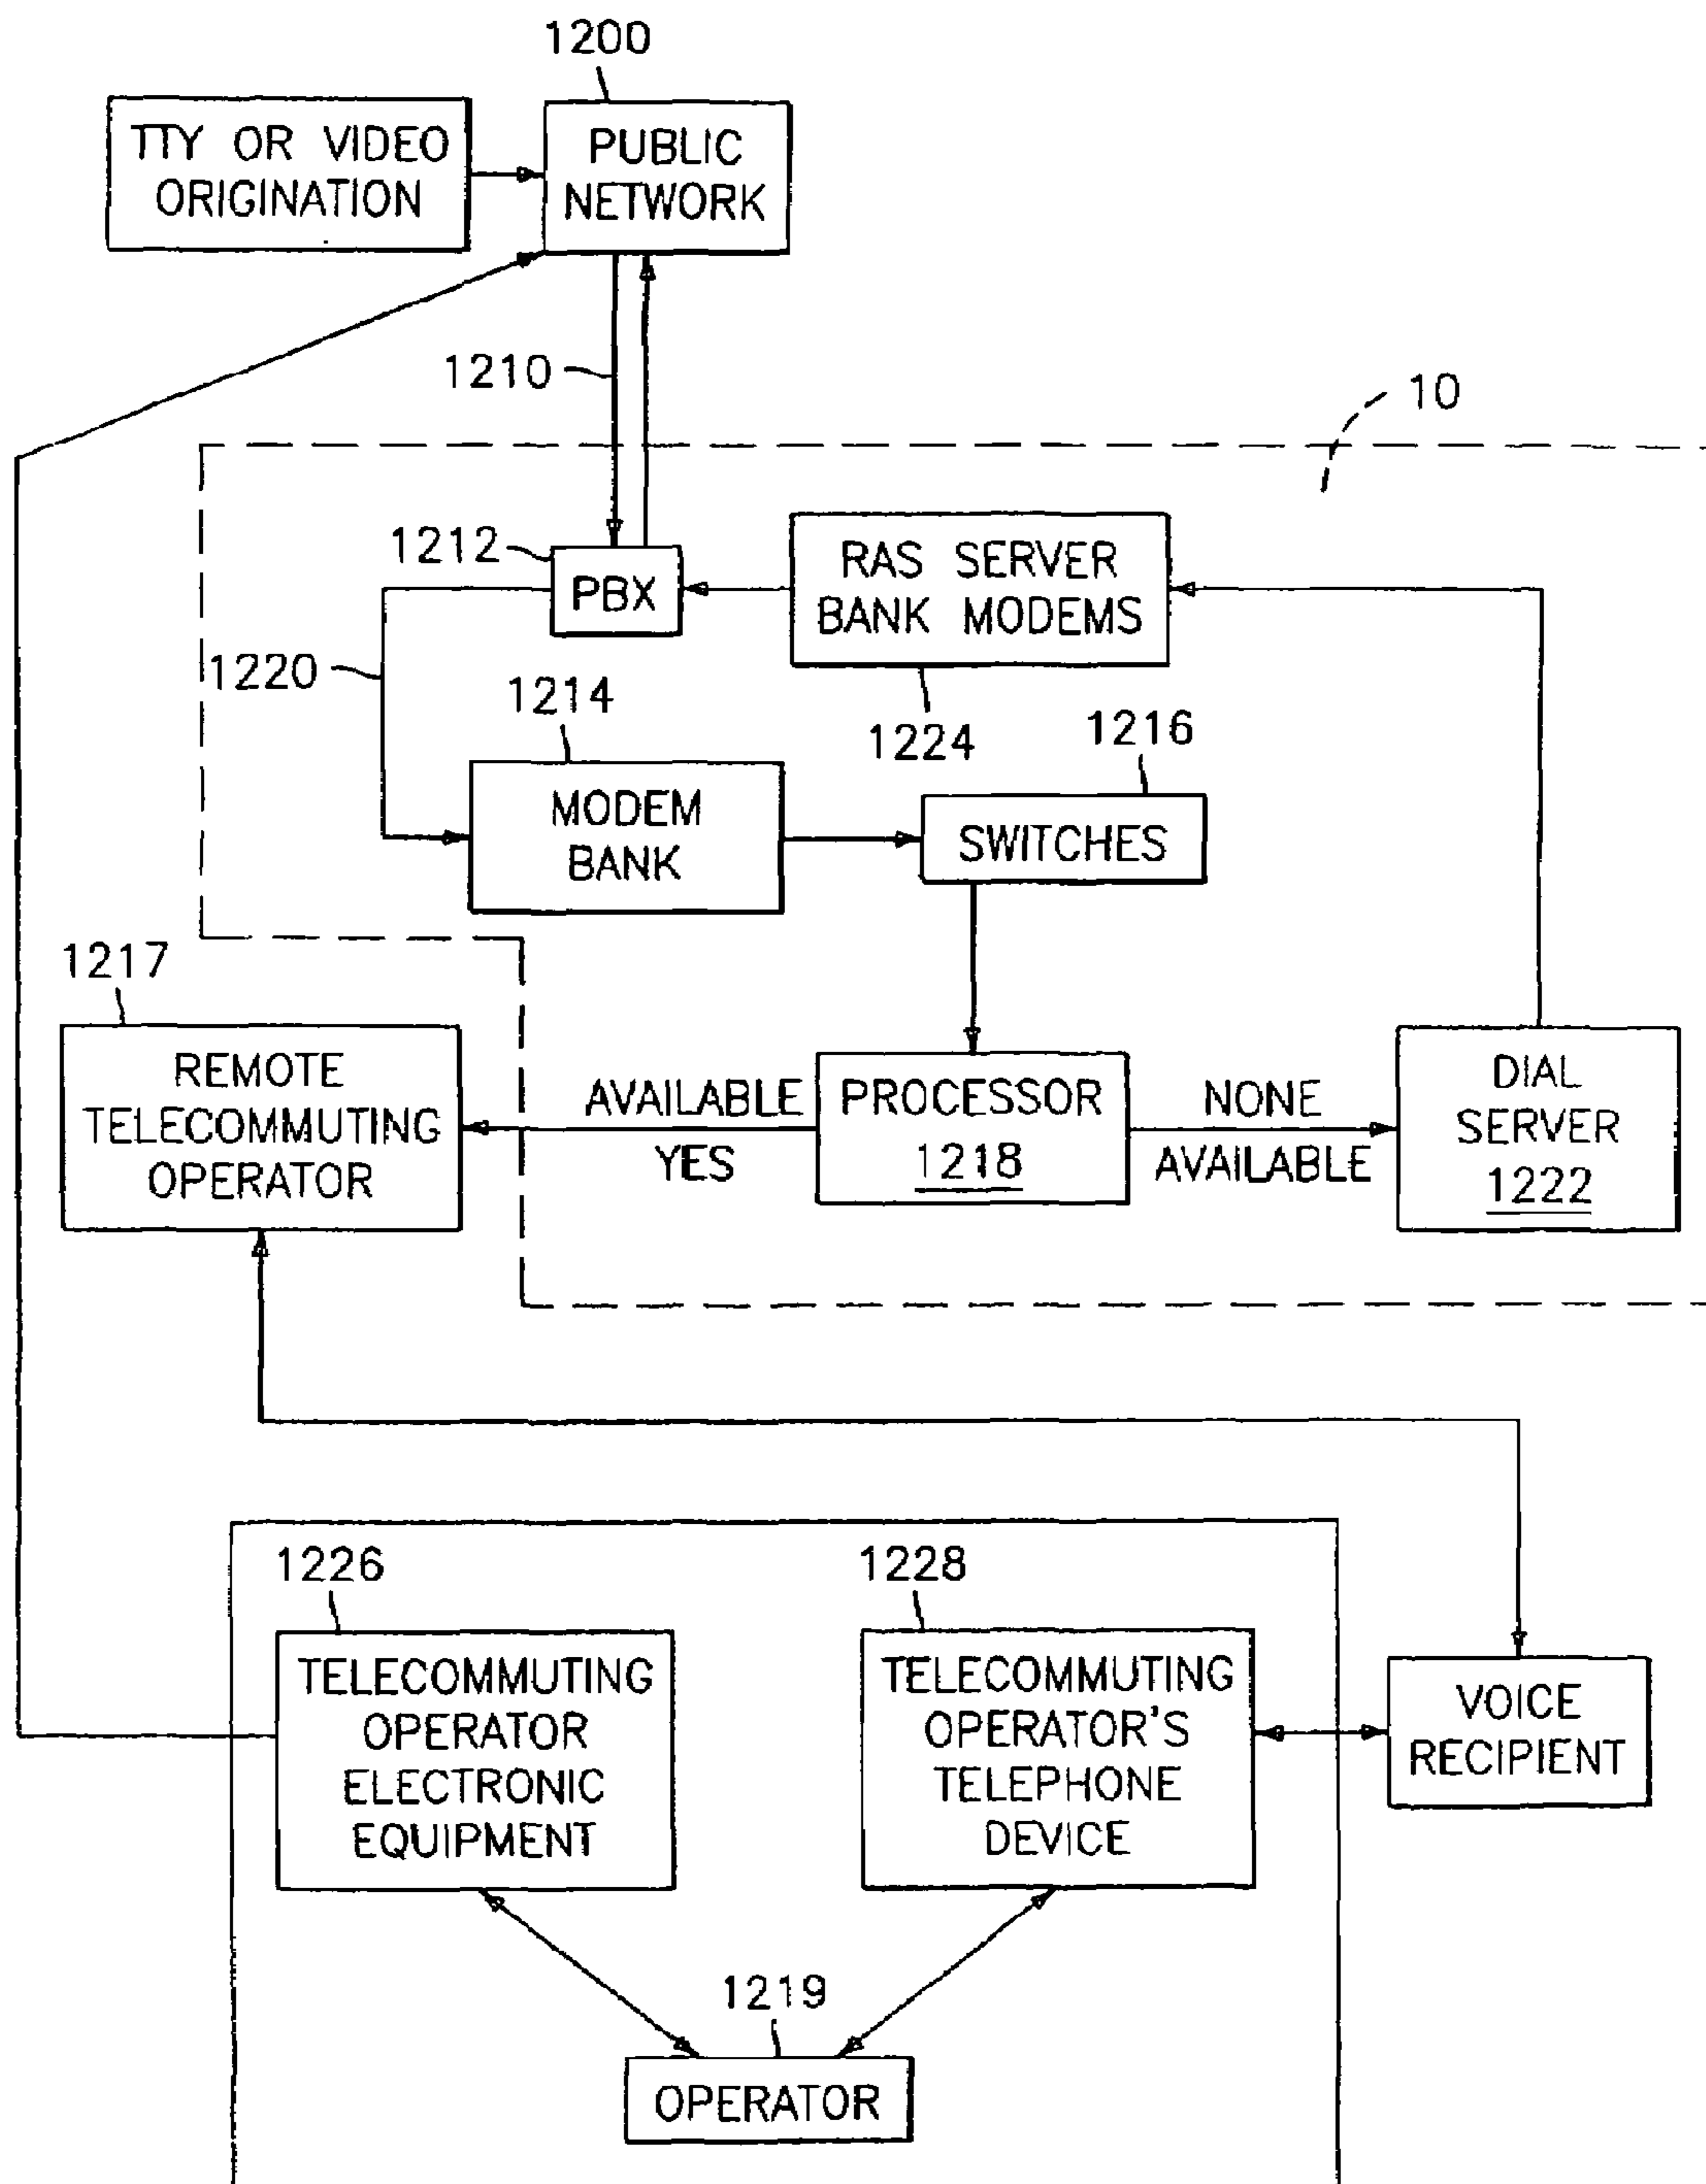 1200
TTY OR VIDEO
ORIGINATION
PUBLIC
NETWORK
1210
10
1212
PBX
RAS SERVER
BANK MODEMS
1220
1214
1224
1216
MODEM
BANK
SWITCHES
1217
REMOTE
TELECOMMUTING
OPERATOR
AVAILABLE
YES
PROCESSOR
1218
NONE
AVAILABLE
DIAL
SERVER
1222
1226
1228
TELECOMMUTING
OPERATOR
ELECTRONIC
EQUIPMENT
TELECOMMUTING
OPERATOR'S
TELEPHONE
DEVICE
VOICE
RECIPIENT
1219
OPERATOR